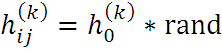 h_{ij}^{(k)} = h_0^{(k)} * rand